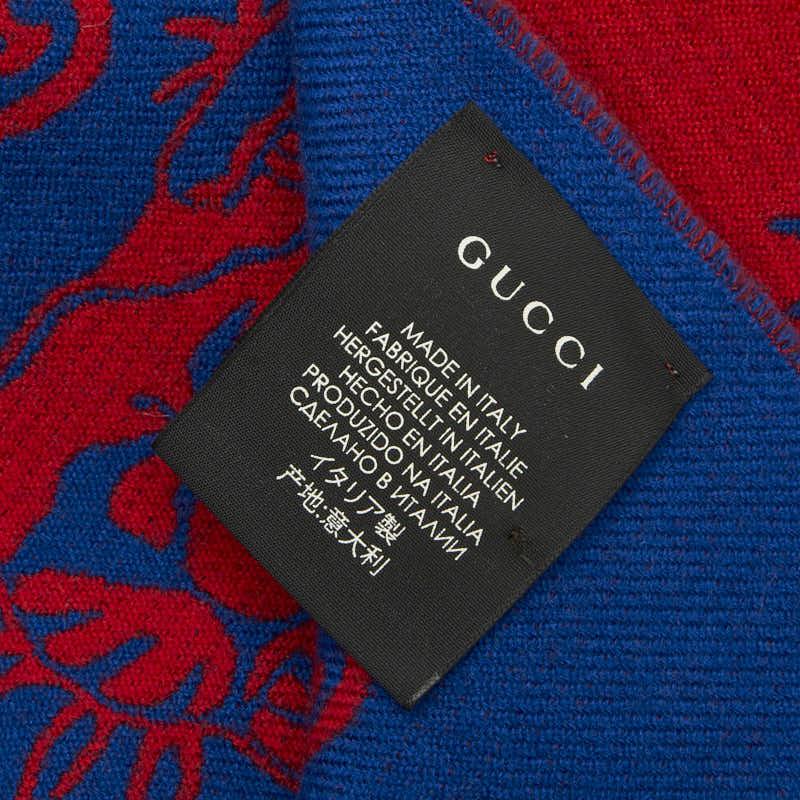 GUCCI
MADE IN ITALY
FABRIQUE EN ITALIE
HERGESTELLT IN ITALIEN
HECHO EN ITALIA
PRODUZIDO NA ITALIA
СДЕЛАНО В ИТАЛИИ
イタリア製
产地:意大利